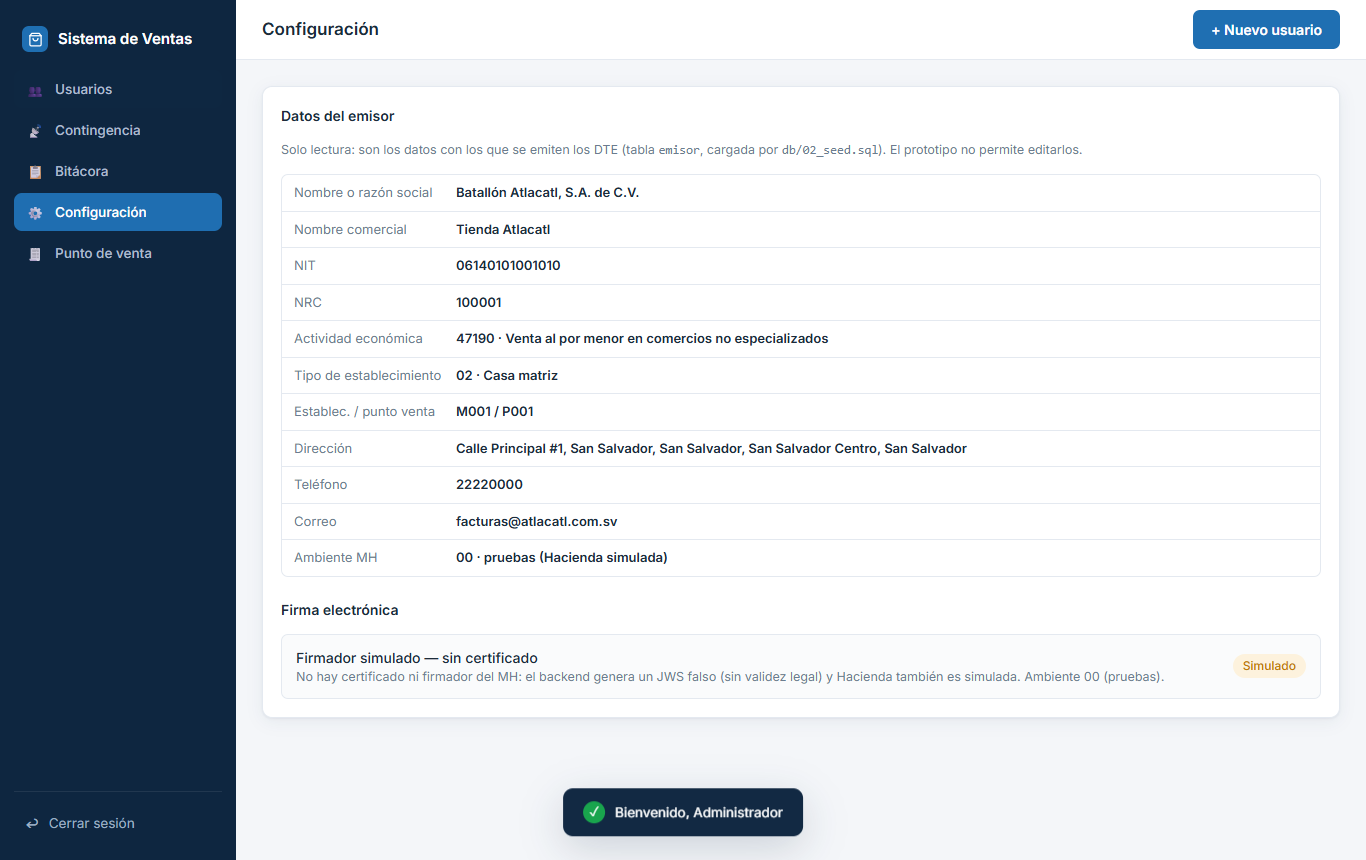 Sistema de Ventas
Usuarios
Contingencia
Bitácora
Configuración
Punto de venta
Cerrar sesión
Configuración
+ Nuevo usuario
Datos del emisor
Solo lectura: son los datos con los que se emiten los DTE (tabla emisor, cargada por db/02_seed.sql). El prototipo no permite editarlos.
Nombre o razón social Batallón Atlacatl, S.A. de C.V.
Nombre comercial Tienda Atlacatl
NIT 06140101001010
NRC 100001
Actividad económica 47190 · Venta al por menor en comercios no especializados
Tipo de establecimiento 02 · Casa matriz
Establec. / punto venta M001 / P001
Dirección Calle Principal #1, San Salvador, San Salvador, San Salvador Centro, San Salvador
Teléfono 22220000
Correo facturas@atlacatl.com.sv
Ambiente MH 00 · pruebas (Hacienda simulada)
Firma electrónica
Firmador simulado — sin certificado
No hay certificado ni firmador del MH: el backend genera un JWS falso (sin validez legal) y Hacienda también es simulada. Ambiente 00 (pruebas).
Simulado
Bienvenido, Administrador